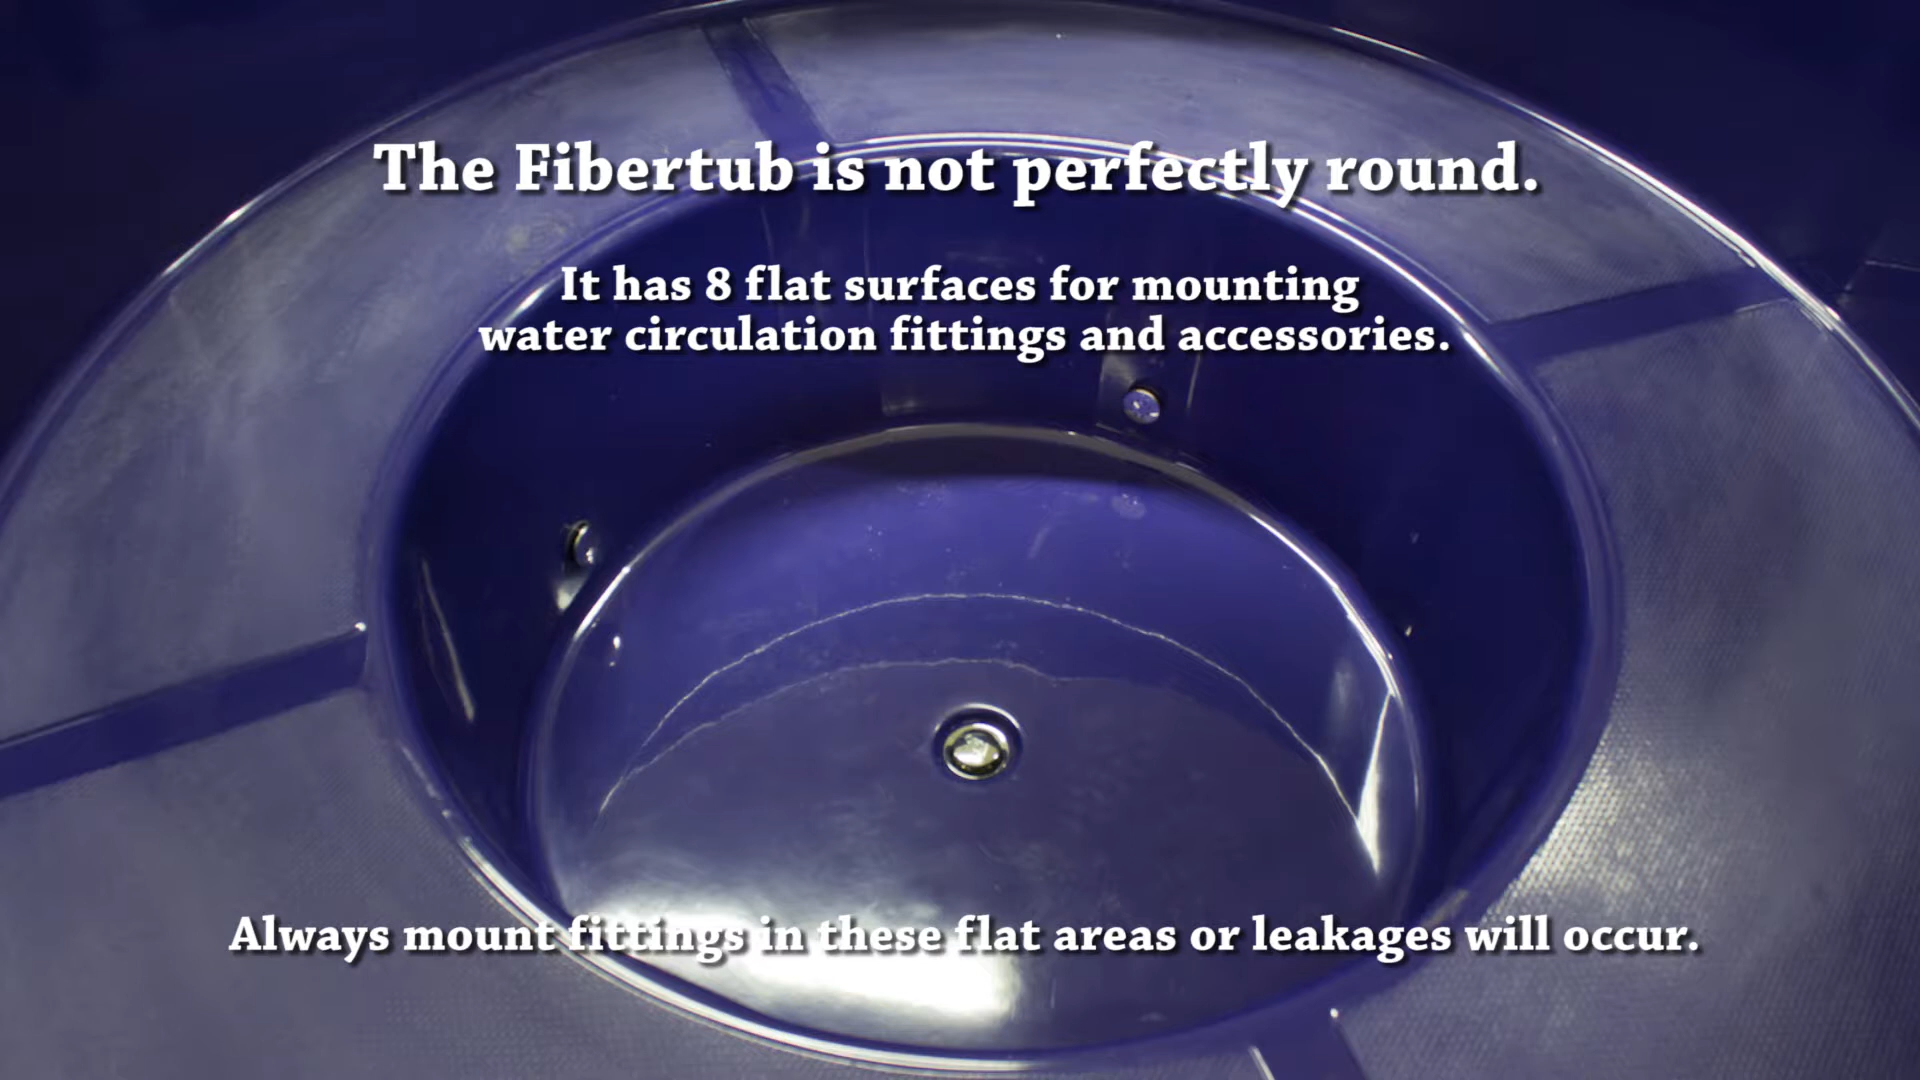 The Fibertub is not perfectly round.
It has 8 flat surfaces for mounting
water circulation fittings and accessories.
Always mount fittings in these flat areas or leakages will occur.